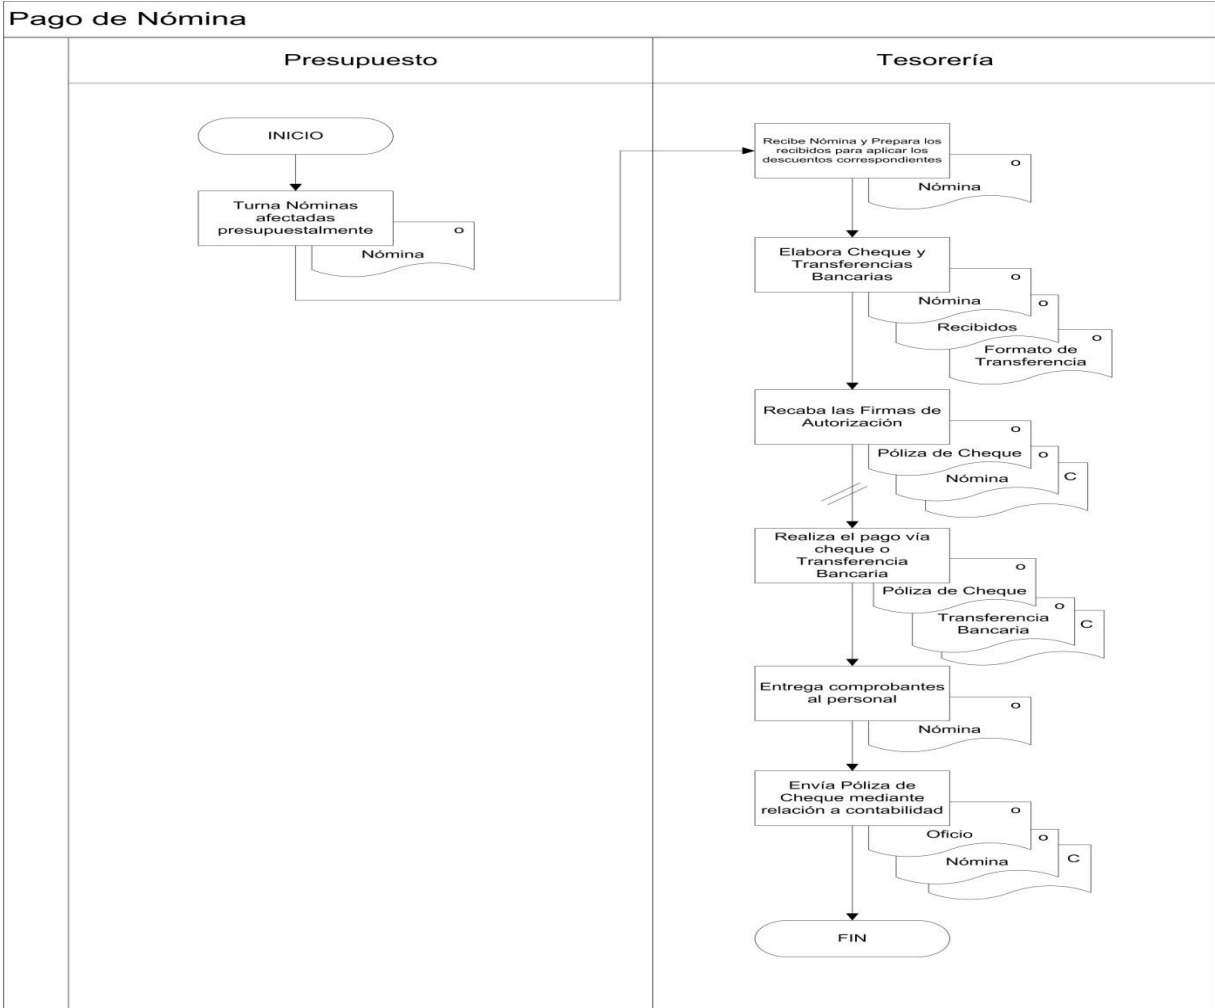 Pago de Nómina
Presupuesto
Tesorería
INICIO
Turna Nóminas
afectadas
presupuestalmente
o
Nómina
Recibe Nómina y Prepara los
recibidos para aplicar los
descuentos correspondientes
o
Nómina
Elabora Cheque y
Transferencias
Bancarias
o
Nómina
o
Recibidos
o
Formato de
Transferencia
Recaba las Firmas de
Autorización
o
Póliza de Cheque
o
Nómina
C
Realiza el pago vía
cheque o
Transferencia
Bancaria
o
Póliza de Cheque
o
Transferencia
Bancaria
C
Entrega comprobantes
al personal
o
Nómina
Envía Póliza de
Cheque mediante
relación a contabilidad
o
Oficio
o
Nómina
C
FIN